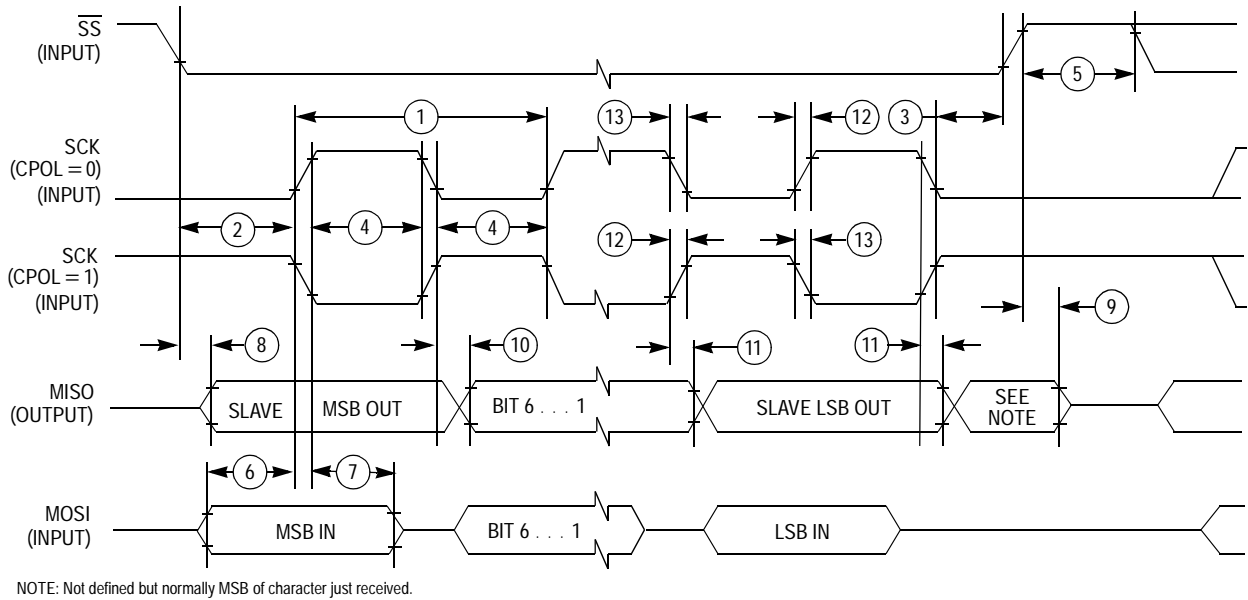 SS
(INPUT)
5
1
13
12
3
SCK
(CPOL = 0)
(INPUT)
2
4
4
12
13
SCK
(CPOL = 1)
(INPUT)
9
8
10
11
11
MISO
(OUTPUT)
SLAVE
MSB OUT
BIT 6 . . . 1
SLAVE LSB OUT
SEE
NOTE
6
7
MOSI
(INPUT)
MSB IN
BIT 6 . . . 1
LSB IN
NOTE: Not defined but normally MSB of character just received.